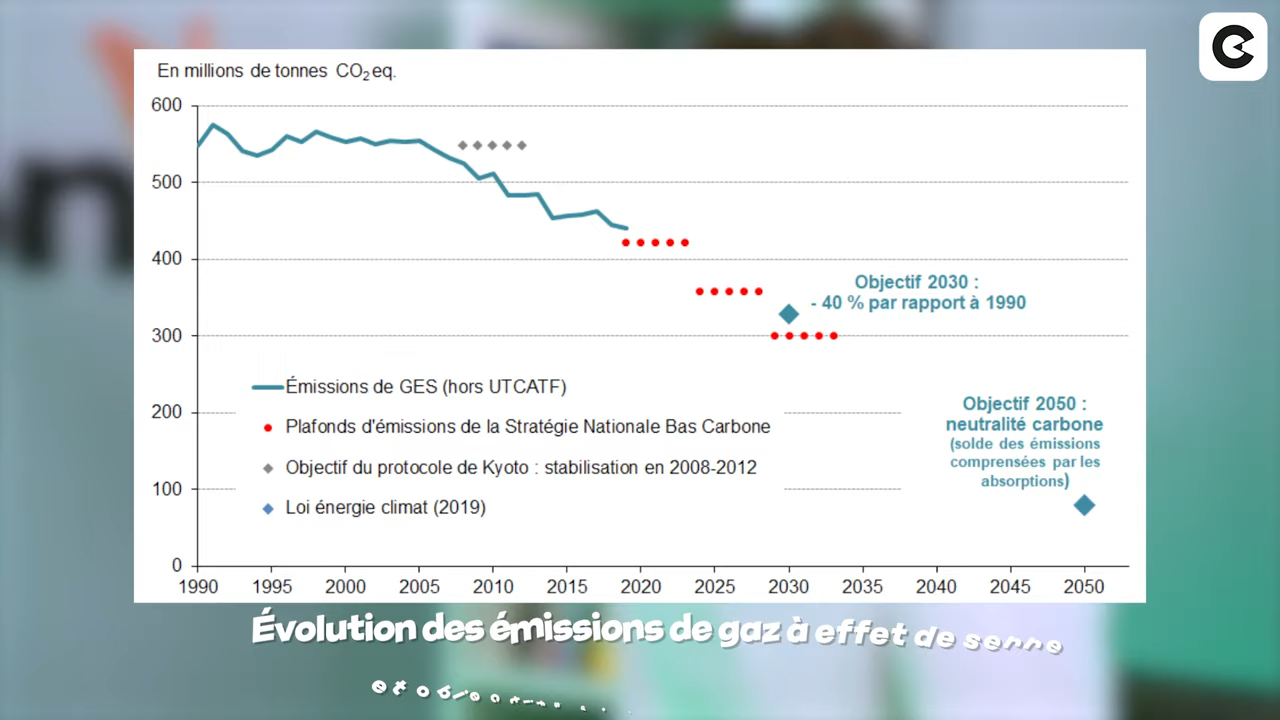 En millions de tonnes CO₂eq.
600
500
400
300
200
100
0
1990 1995 2000 2005 2010 2015 2020 2025 2030 2035 2040 2045 2050
Objectif 2030 :
- 40 % par rapport à 1990
Émissions de GES (hors UTCATF)
Plafonds d'émissions de la Stratégie Nationale Bas Carbone
Objectif du protocole de Kyoto : stabilisation en 2008-2012
Loi énergie climat (2019)
Objectif 2050 :
neutralité carbone
(solde des émissions
comprensées par les
absorptions)
Évolution des émissions de gaz à effet de serre
et